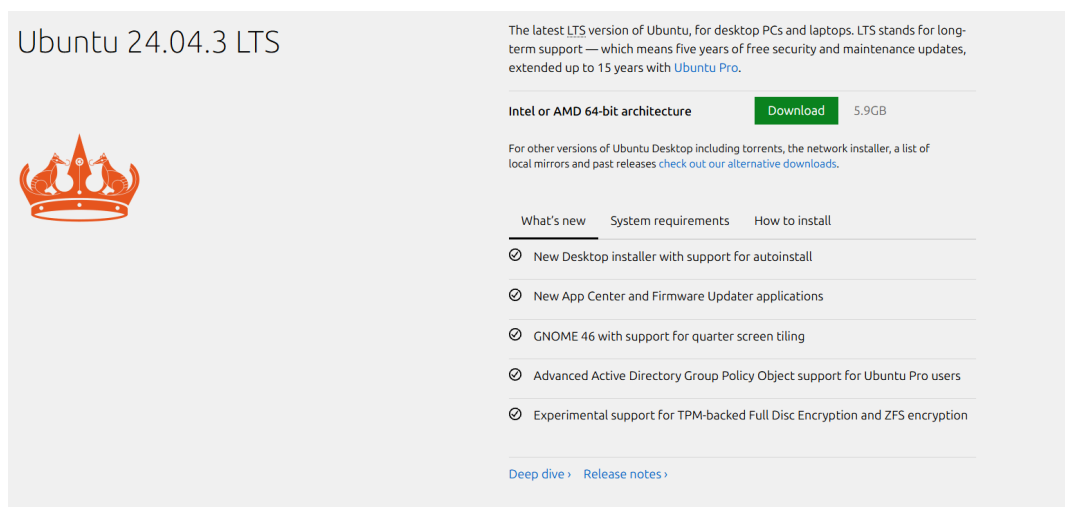 Ubuntu 24.04.3 LTS
The latest LTS version of Ubuntu, for desktop PCs and laptops. LTS stands for long-
term support — which means five years of free security and maintenance updates,
extended up to 15 years with Ubuntu Pro.
Intel or AMD 64-bit architecture
Download
5.9GB
For other versions of Ubuntu Desktop including torrents, the network installer, a list of
local mirrors and past releases check out our alternative downloads.
What's new
System requirements
How to install
New Desktop installer with support for autoinstall
New App Center and Firmware Updater applications
GNOME 46 with support for quarter screen tiling
Advanced Active Directory Group Policy Object support for Ubuntu Pro users
Experimental support for TPM-backed Full Disc Encryption and ZFS encryption
Deep dive ›
Release notes ›